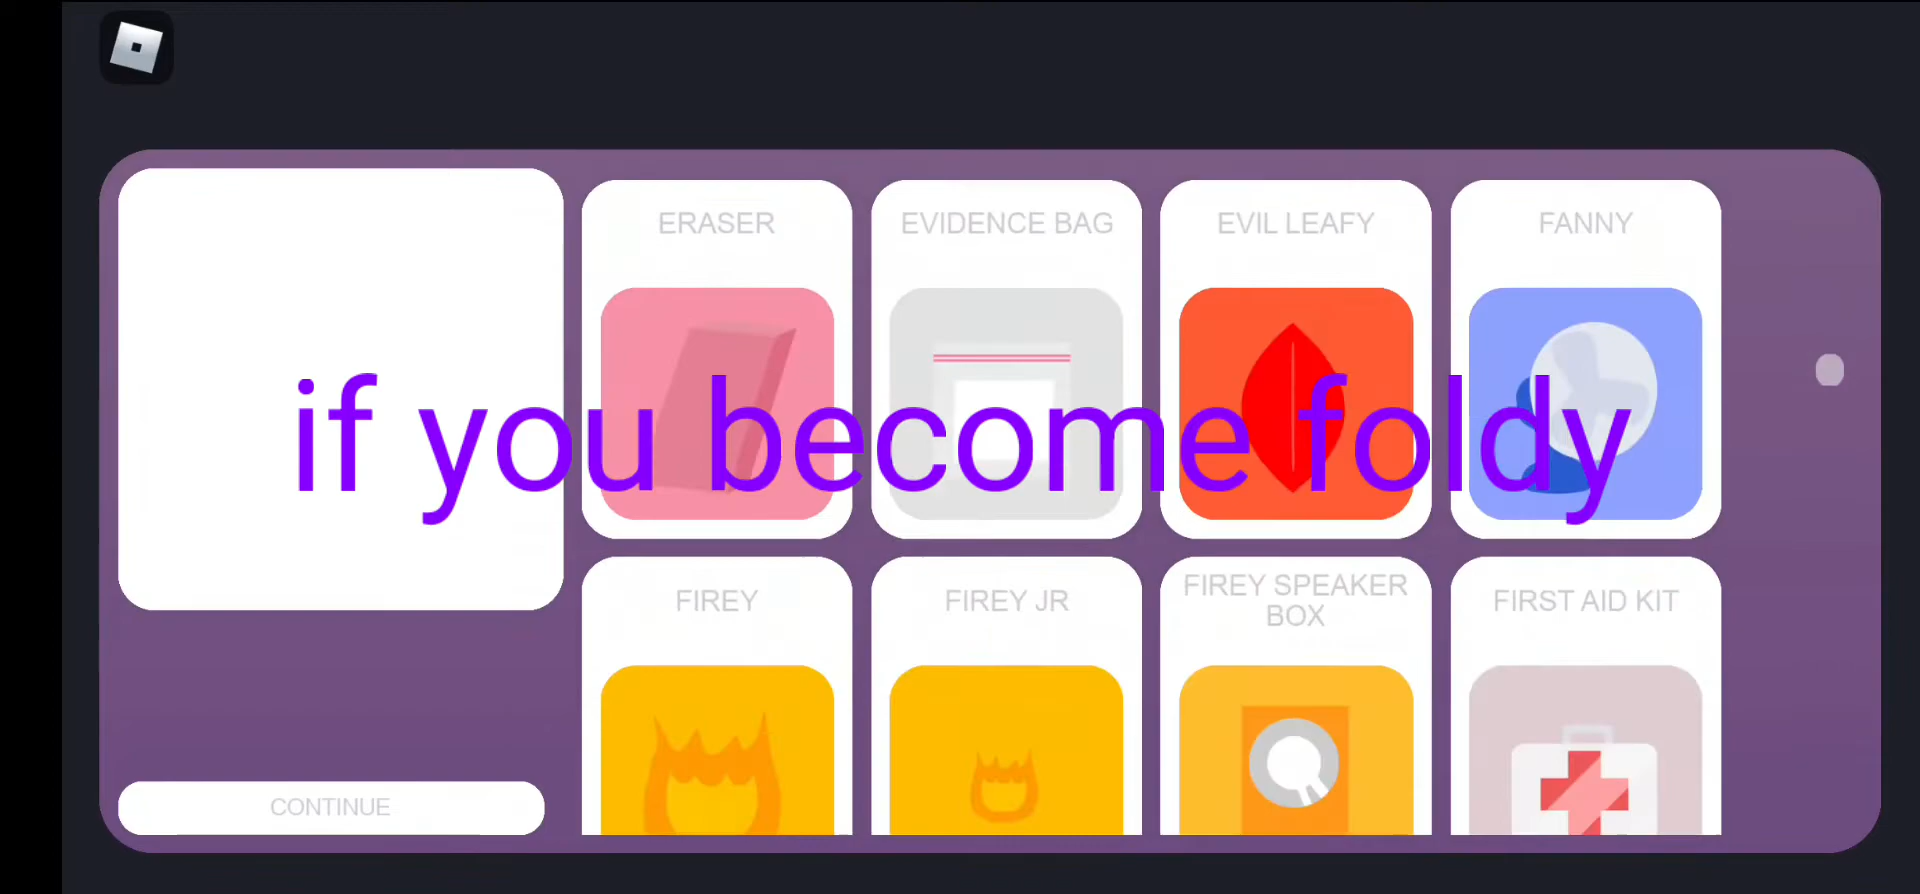 ERASER
EVIDENCE BAG
EVIL LEAFY
FANNY
if you become foldy
FIREY
FIREY JR
FIREY SPEAKER
BOX
FIRST AID KIT
CONTINUE